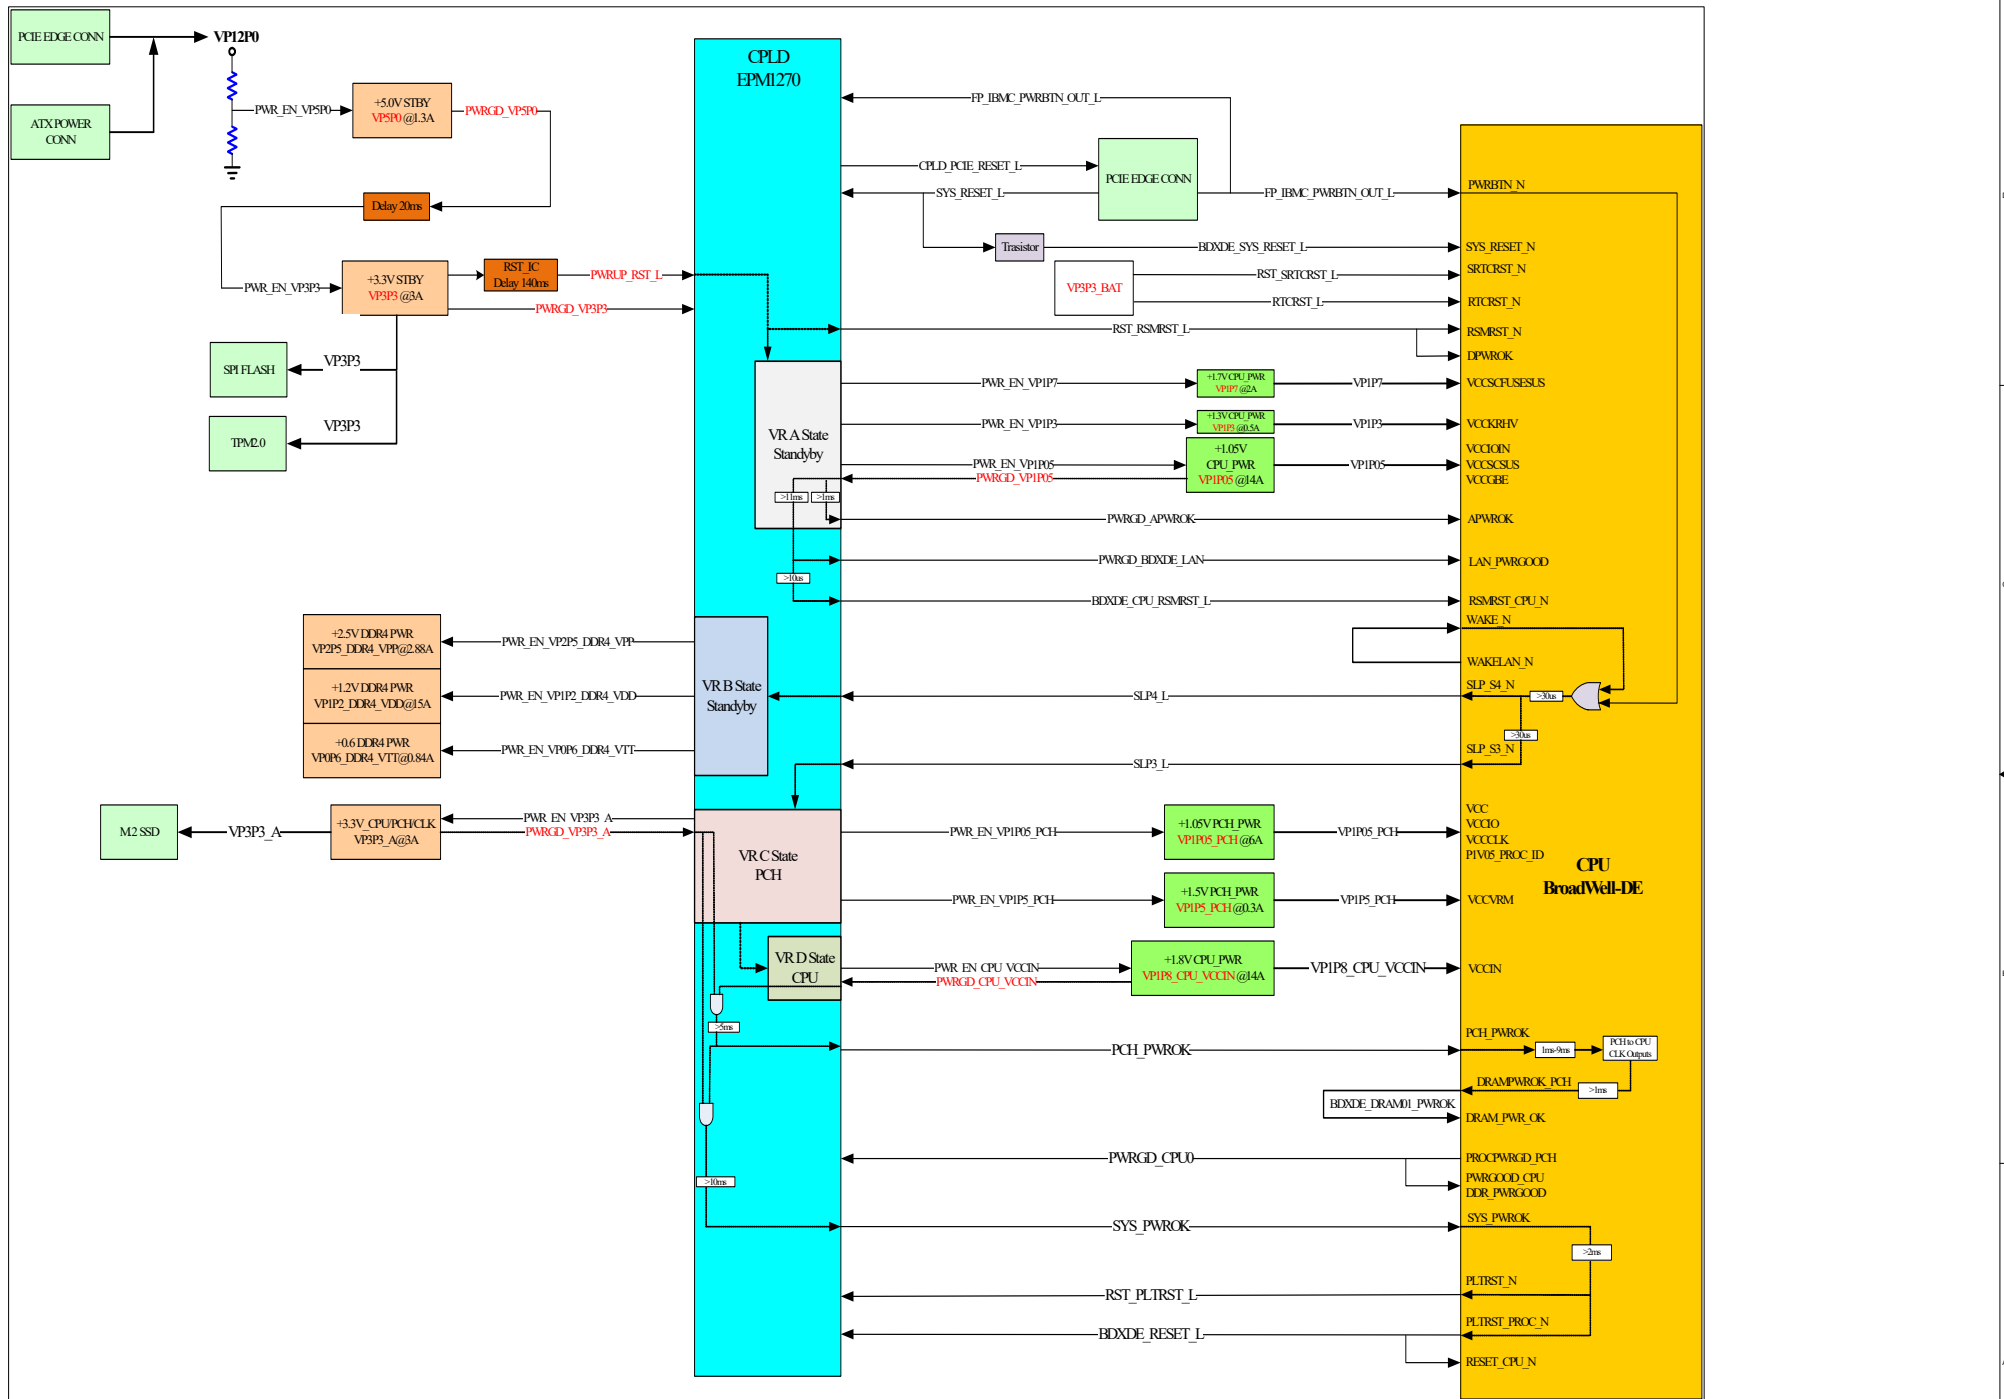 PCIE EDGE CONN
VP12P0
ATX POWER
CONN
PWR_EN_VP5P0
+5.0V STBY
VP5P0 @1.3A
PWRGD_VP5P0
Delay 20ms
PWR_EN_VP3P3
+3.3V STBY
VP3P3 @3A
RST_IC
Delay 140ms
PWRUP_RST_L
PWRGD_VP3P3
SPI FLASH
VP3P3
TPM2.0
VP3P3
+2.5V DDR4 PWR
VP2P5_DDR4_VPP@2.88A
PWR_EN_VP2P5_DDR4_VPP
+1.2V DDR4 PWR
VP1P2_DDR4_VDD@15A
PWR_EN_VP1P2_DDR4_VDD
+0.6 DDR4 PWR
VP0P6_DDR4_VTT@0.84A
PWR_EN_VP0P6_DDR4_VTT
M.2 SSD
VP3P3_A
+3.3V_CPU/PCH/CLK
VP3P3_A@3A
PWR_EN_VP3P3_A
PWRGD_VP3P3_A
CPLD
EPM1270
VR A State
Standyby
>11ms
>1ms
>10us
VR B State
Standyby
VR C State
PCH
VR D State
CPU
>5ms
>10ms
FP_IBMC_PWRBTN_OUT_L
CPLD_PCIE_RESET_L
SYS_RESET_L
PCIE EDGE CONN
FP_IBMC_PWRBTN_OUT_L
Trasistor
BDXDE_SYS_RESET_L
VP3P3_BAT
RST_SRTCRST_L
RTCRST_L
RST_RSMRST_L
PWR_EN_VP1P7
+1.7V CPU_PWR
VP1P7 @2A
VP1P7
PWR_EN_VP1P3
+1.3V CPU_PWR
VP1P3 @0.5A
VP1P3
PWR_EN_VP1P05
PWRGD_VP1P05
+1.05V
CPU_PWR
VP1P05 @14A
VP1P05
PWRGD_APWROK
PWRGD_BDXDE_LAN
BDXDE_CPU_RSMRST_L
SLP4_L
SLP3_L
PWR_EN_VP1P05_PCH
+1.05V PCH_PWR
VP1P05_PCH @6A
VP1P05_PCH
PWR_EN_VP1P5_PCH
+1.5V PCH_PWR
VP1P5_PCH @0.3A
VP1P5_PCH
PWR_EN_CPU_VCCIN
PWRGD_CPU_VCCIN
+1.8V CPU_PWR
VP1P8_CPU_VCCIN @14A
VP1P8_CPU_VCCIN
PCH_PWROK
BDXDE_DRAM01_PWROK
PWRGD_CPU0
SYS_PWROK
RST_PLTRST_L
BDXDE_RESET_L
PWRBTN_N
SYS_RESET_N
SRTCRST_N
RTCRST_N
RSMRST_N
DPWROK
VCCSCFUSESUS
VCCKRHV
VCCIOIN
VCCSCSUS
VCCGBE
APWROK
LAN_PWRGOOD
RSMRST_CPU_N
WAKE_N
WAKELAN_N
SLP_S4_N
>30us
>30us
SLP_S3_N
VCC
VCCIO
VCCCLK
P1V05_PROC_ID
CPU
BroadWell-DE
VCCVRM
VCCIN
PCH_PWROK
1ms-9ms
PCH to CPU
CLK Outputs
DRAMPWROK_PCH
>1ms
DRAM_PWR_OK
PROCPWRGD_PCH
PWRGOOD_CPU
DDR_PWRGOOD
SYS_PWROK
>2ms
PLTRST_N
PLTRST_PROC_N
RESET_CPU_N